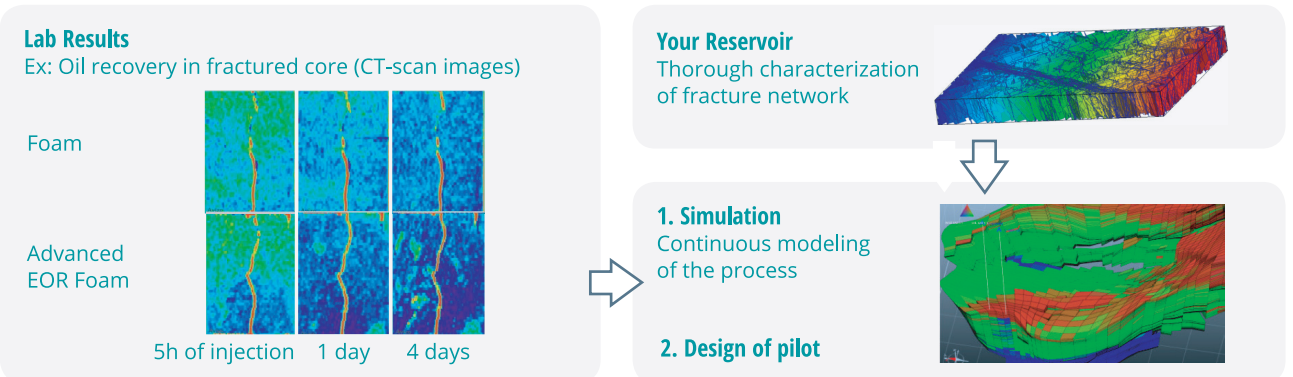 Lab Results
Ex: Oil recovery in fractured core (CT-scan images)
Foam
Advanced
EOR Foam
5h of injection 1 day 4 days
Your Reservoir
Thorough characterization
of fracture network
1. Simulation
Continuous modeling
of the process
2. Design of pilot